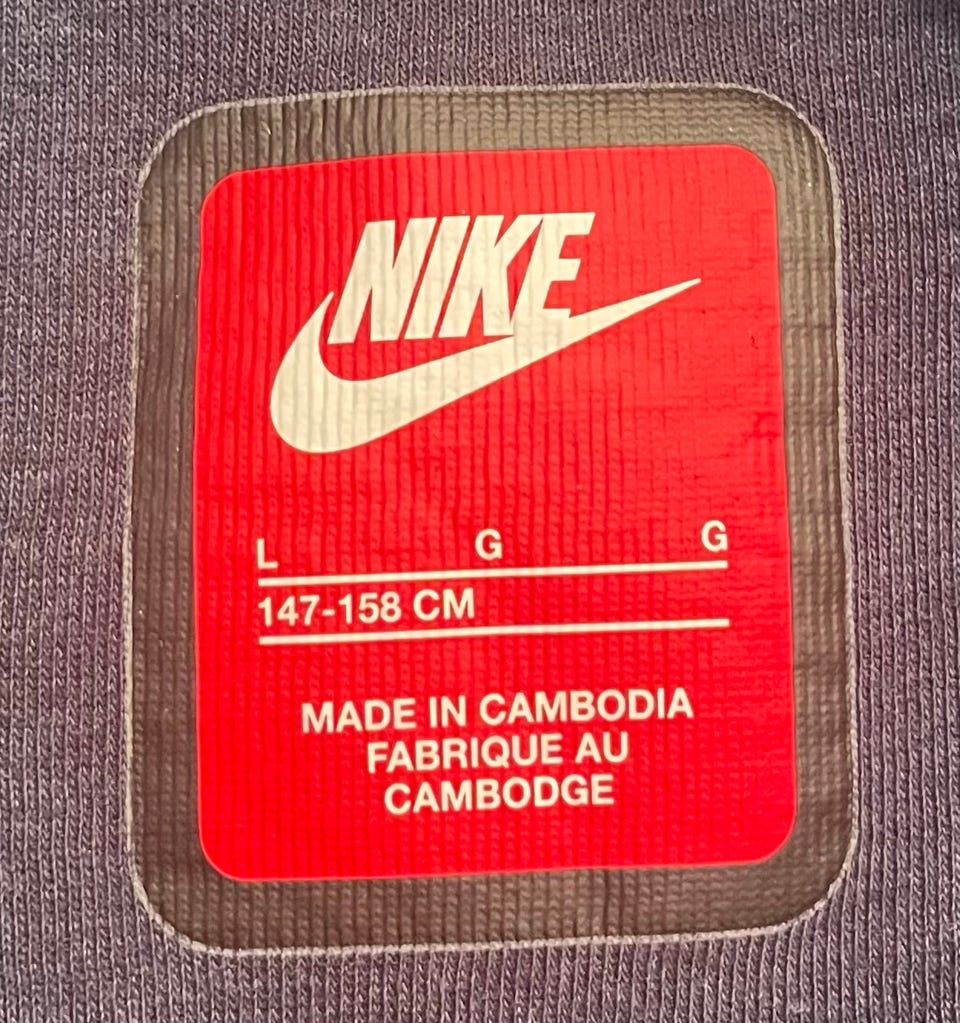 NIKE
L G G
147-158 CM
MADE IN CAMBODIA
FABRIQUE AU
CAMBODGE